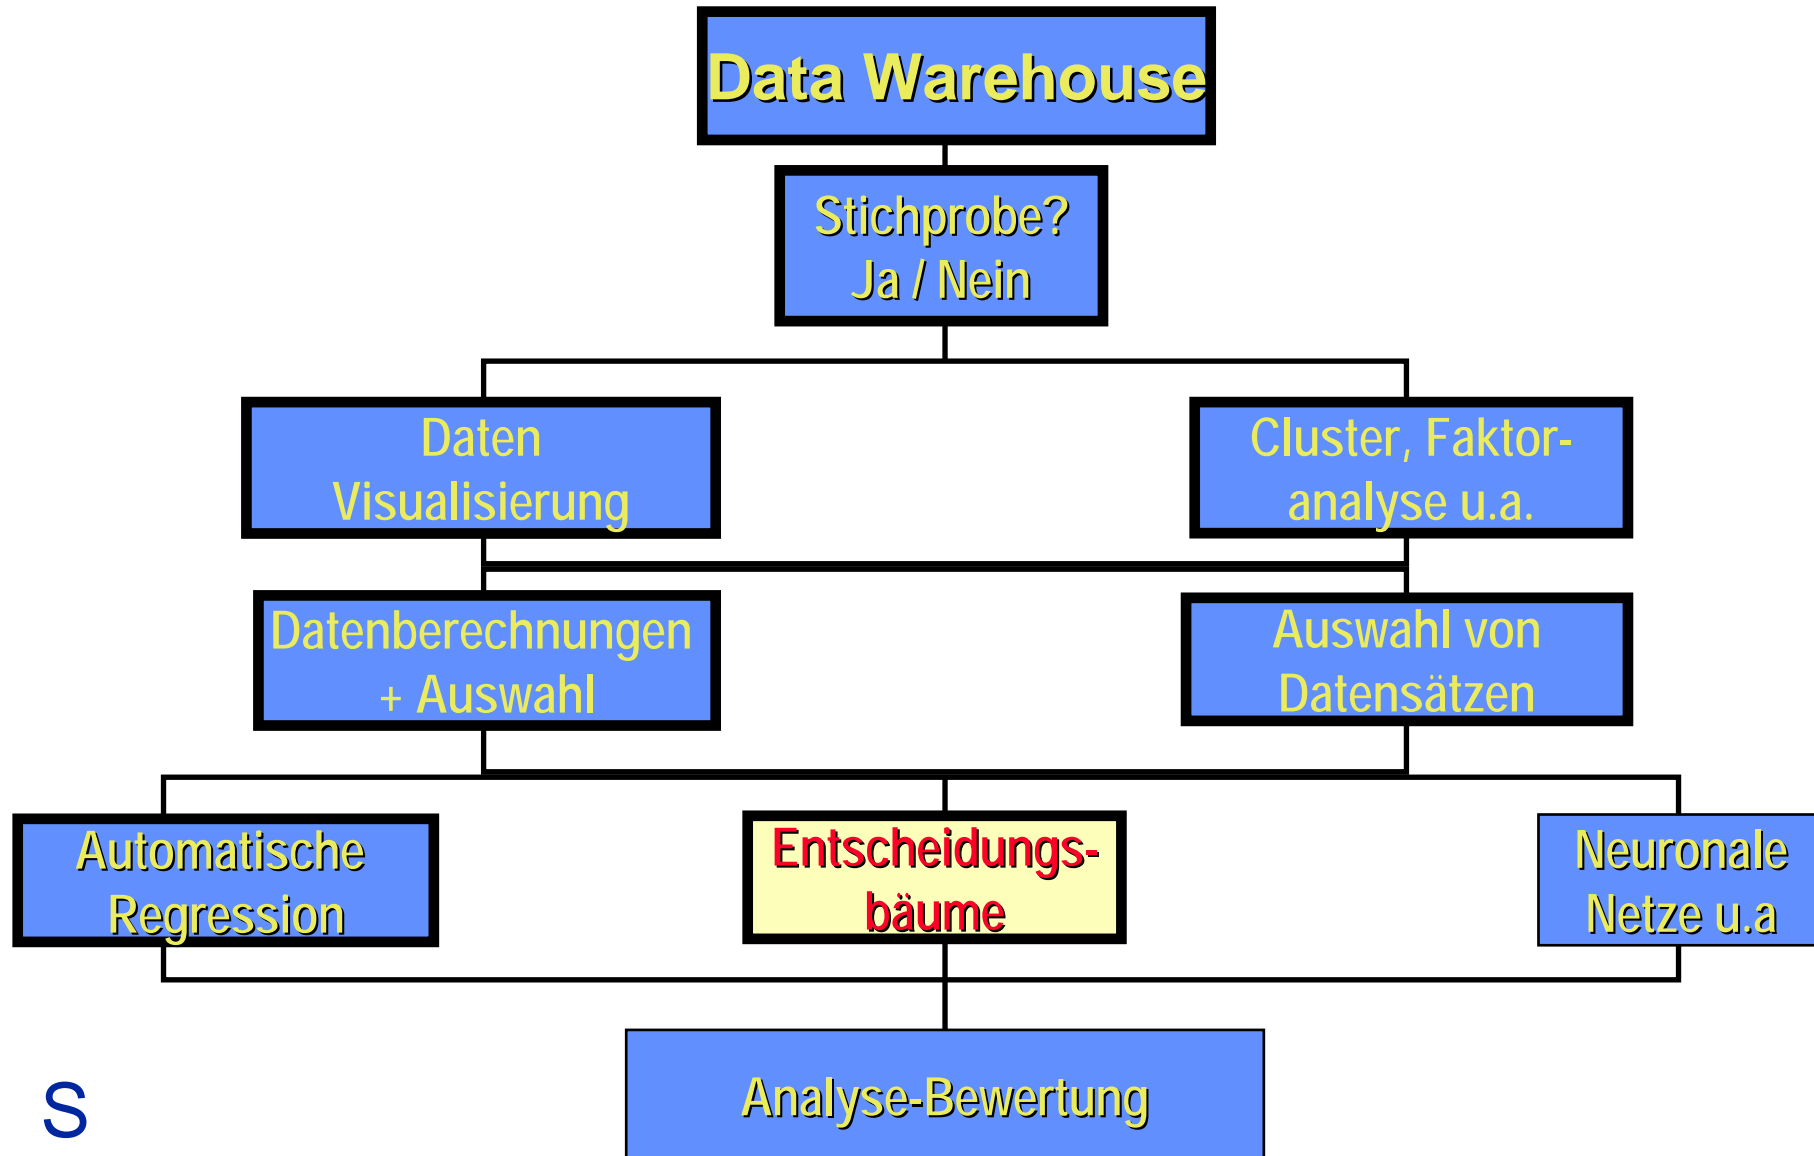 Data Warehouse
Stichprobe?
Ja / Nein
Daten
Visualisierung
Cluster, Faktor-
analyse u.a.
Datenberechnungen
+ Auswahl
Auswahl von
Datensätzen
Automatische
Regression
Entscheidungs-
bäume
Neuronale
Netze u.a
Analyse-Bewertung
S